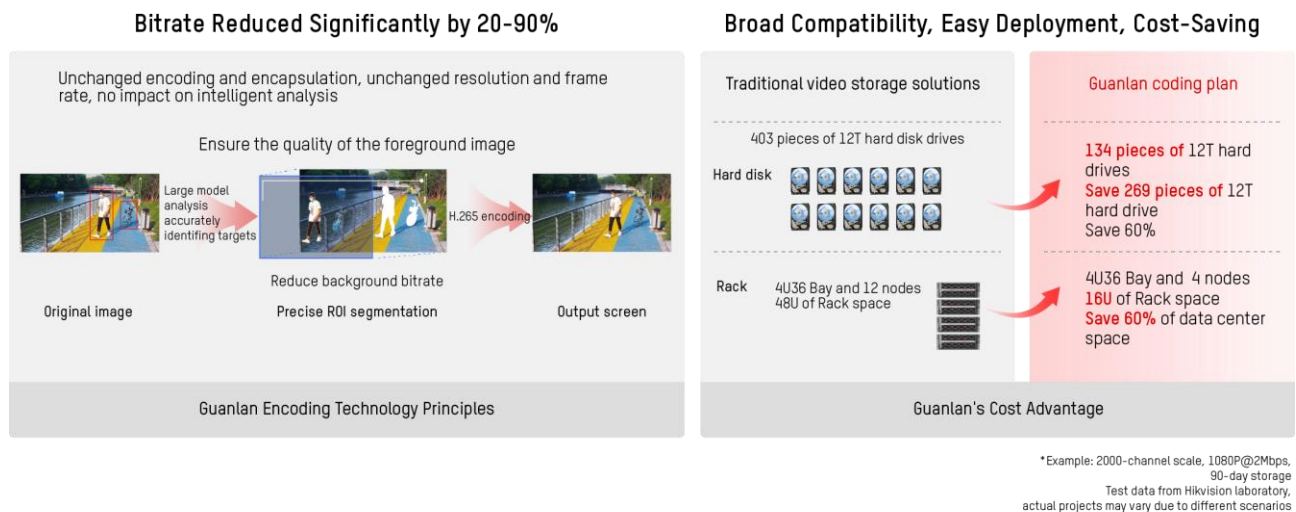 Bitrate Reduced Significantly by 20-90%
Unchanged encoding and encapsulation, unchanged resolution and frame
rate, no impact on intelligent analysis
Ensure the quality of the foreground image
Large model
analysis
accurately
identifing targets
H.265 encoding
Reduce background bitrate
Original image
Precise ROI segmentation
Output screen
Guanlan Encoding Technology Principles
Broad Compatibility, Easy Deployment, Cost-Saving
Traditional video storage solutions
Guanlan coding plan
403 pieces of 12T hard disk drives
Hard disk
134 pieces of 12T hard
drives
Save 269 pieces of 12T
hard drive
Save 60%
Rack
4U36 Bay and 12 nodes
48U of Rack space
4U36 Bay and 4 nodes
16U of Rack space
Save 60% of data center
space
Guanlan's Cost Advantage
*Example: 2000-channel scale, 1080P@2Mbps,
90-day storage
Test data from Hikvision laboratory,
actual projects may vary due to different scenarios